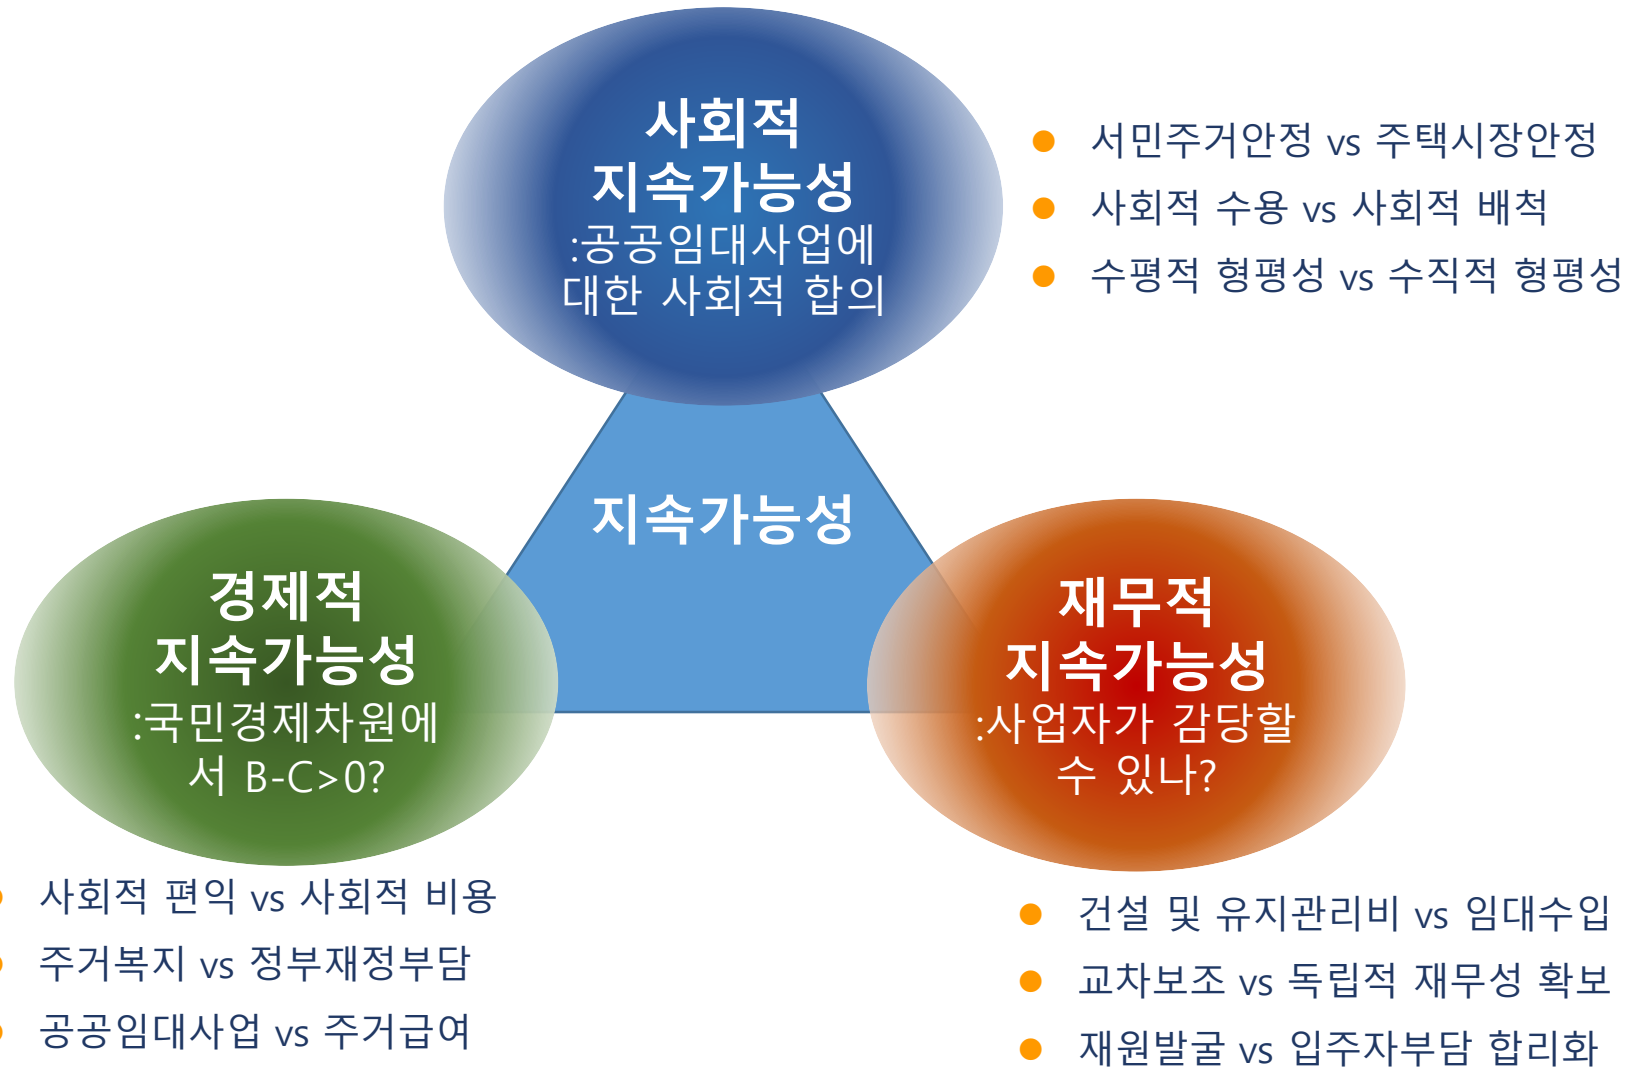 사회적
지속가능성
:공공임대사업에
대한 사회적 합의
● 서민주거안정 vs 주택시장안정
● 사회적 수용 vs 사회적 배척
● 수평적 형평성 vs 수직적 형평성
지속가능성
경제적
지속가능성
:국민경제차원에
서 B-C>0?
● 사회적 편익 vs 사회적 비용
● 주거복지 vs 정부재정부담
● 공공임대사업 vs 주거급여
재무적
지속가능성
:사업자가 감당할
수 있나?
● 건설 및 유지관리비 vs 임대수입
● 교차보조 vs 독립적 재무성 확보
● 재원발굴 vs 입주자부담 합리화